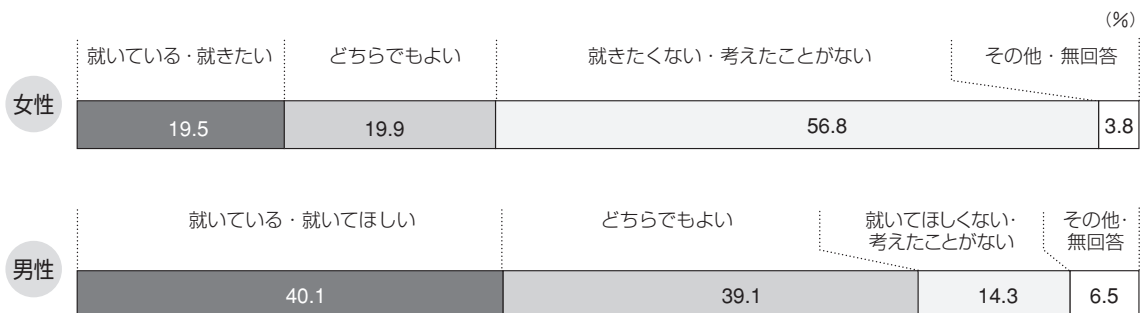 (%)
就いている・就きたい どちらでもよい 就きたくない・考えたことがない その他・無回答
女性 19.5 19.9 56.8 3.8
就いている・就いてほしい どちらでもよい 就いてほしくない・ その他・
考えたことがない 無回答
男性 40.1 39.1 14.3 6.5